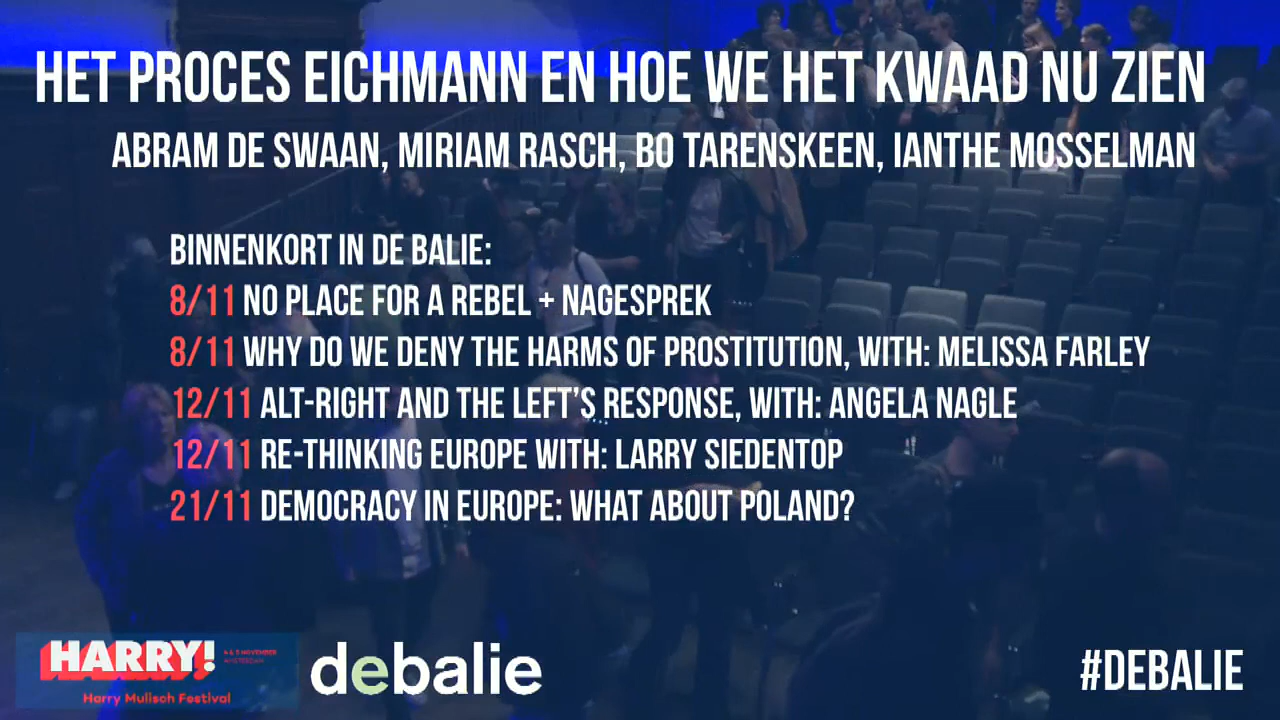 HET PROCES EICHMANN EN HOE WE HET KWAAD NU ZIEN
ABRAM DE SWAAN, MIRIAM RASCH, BO TARENSKEEN, IANTHE MOSSELMAN
BINNENKORT IN DE BALIE:
8/11 NO PLACE FOR A REBEL + NAGESPREK
8/11 WHY DO WE DENY THE HARMS OF PROSTITUTION, WITH: MELISSA FARLEY
12/11 ALT-RIGHT AND THE LEFT'S RESPONSE, WITH: ANGELA NAGLE
12/11 RE-THINKING EUROPE WITH: LARRY SIEDENTOP
21/11 DEMOCRACY IN EUROPE: WHAT ABOUT POLAND?
HARRY!
4 & 5 NOVEMBER
AMSTERDAM
Harry Mulisch Festival
debalie
#DEBALIE